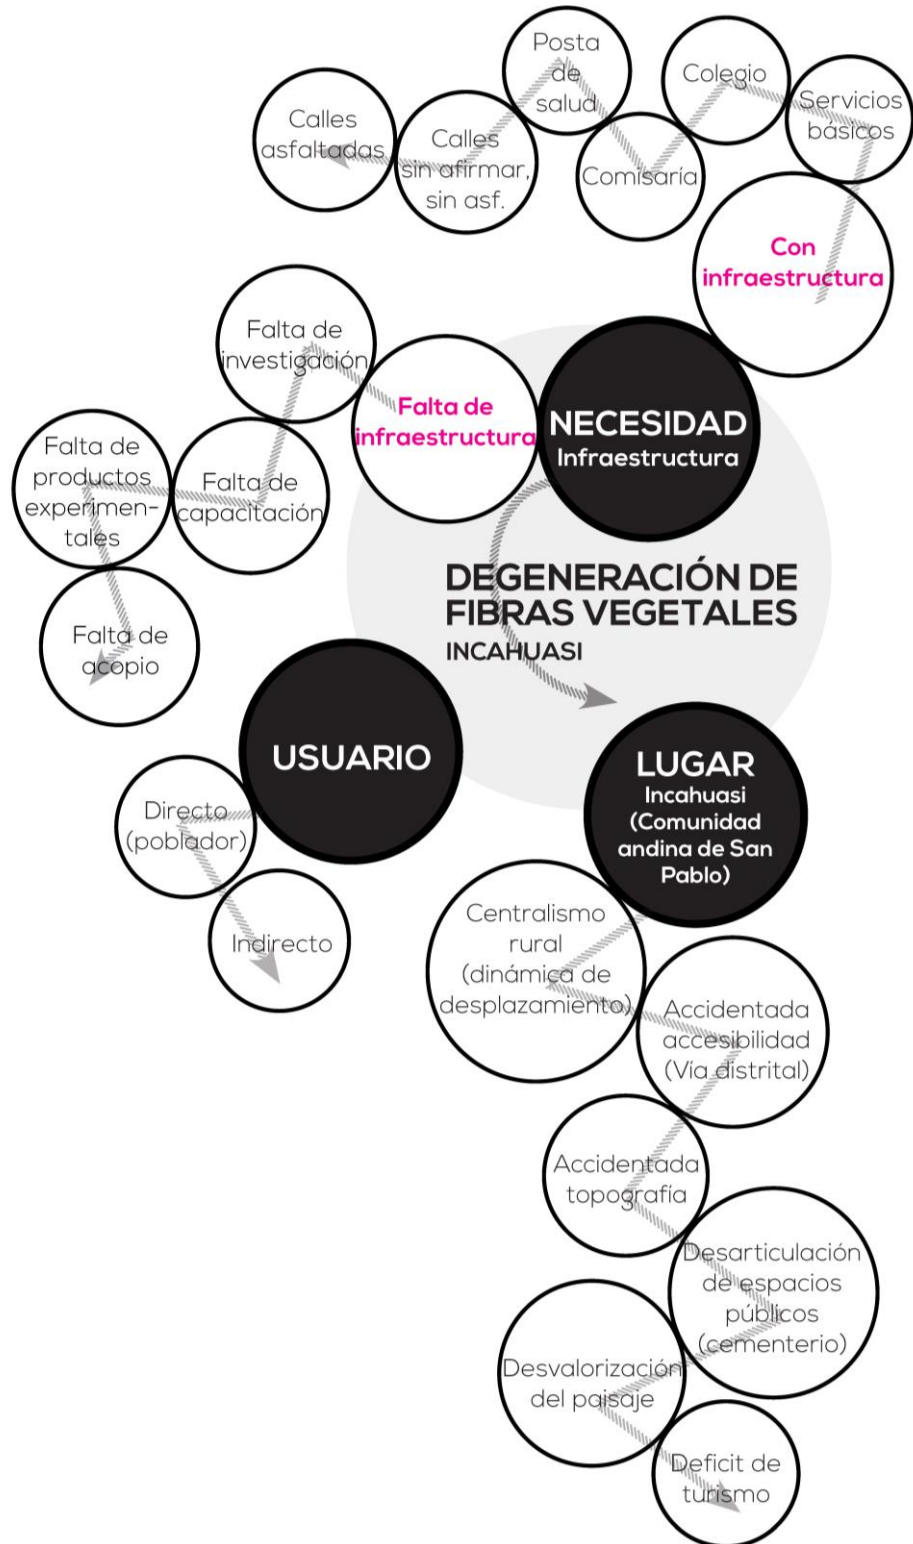 Posta
de
salud
Colegio
Servicios
básicos
Calles
asfaltadas
Calles
sin afirmar,
sin asf.
Comisaría
Con
infraestructura
Falta de
investigación
Falta de
infraestructura
NECESIDAD
Infraestructura
Falta de
productos
experimen-
tales
Falta de
capacitación
DEGENERACIÓN DE
FIBRAS VEGETALES
INCAHUASI
Falta de
acopio
USUARIO
LUGAR
Incahuasi
(Comunidad
andina de San
Pablo)
Directo
(poblador)
Indirecto
Centralismo
rural
(dinámica de
desplazamiento)
Accidentada
accesibilidad
(Vía distrital)
Accidentada
topografía
Desarticulación
de espacios
públicos
(cementerio)
Desvalorización
del paisaje
Deficit de
turismo